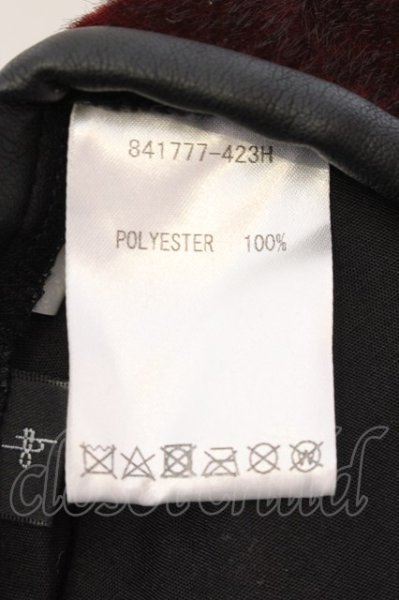 841777-423H
POLYESTER 100%
closetchild